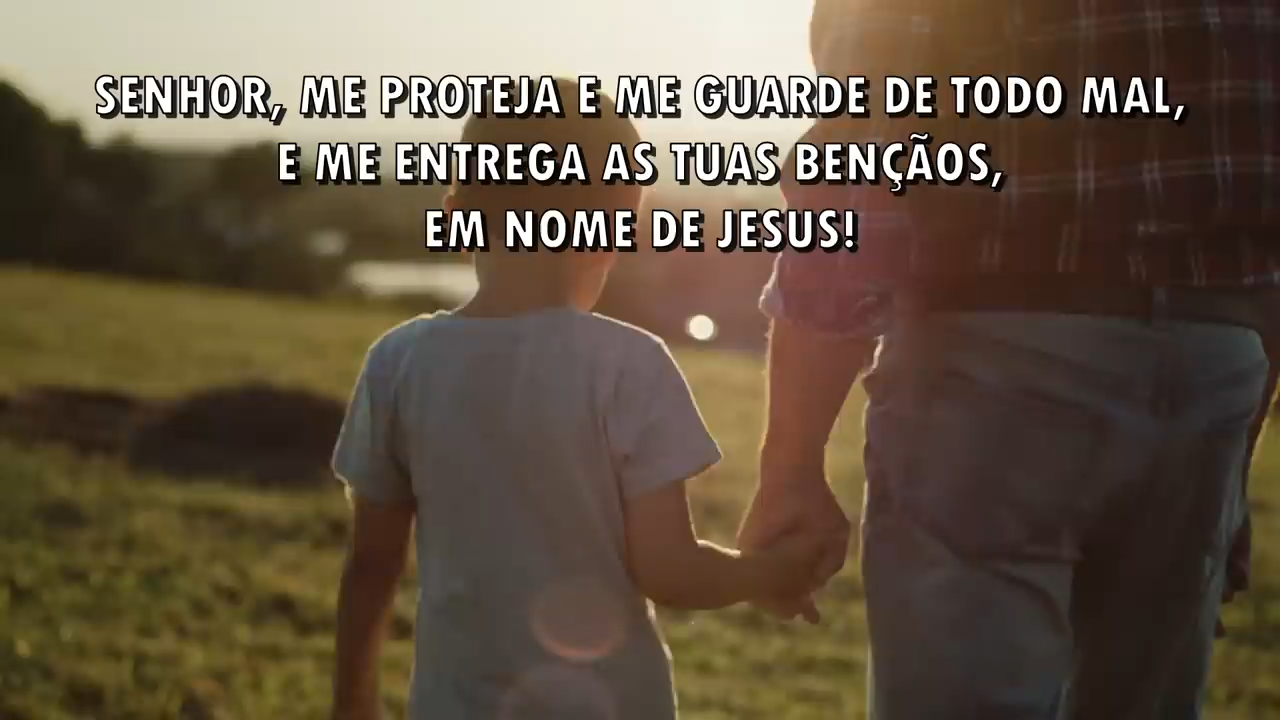 SENHOR, ME PROTEJA E ME GUARDE DE TODO MAL,
E ME ENTREGA AS TUAS BENÇÃOS,
EM NOME DE JESUS!